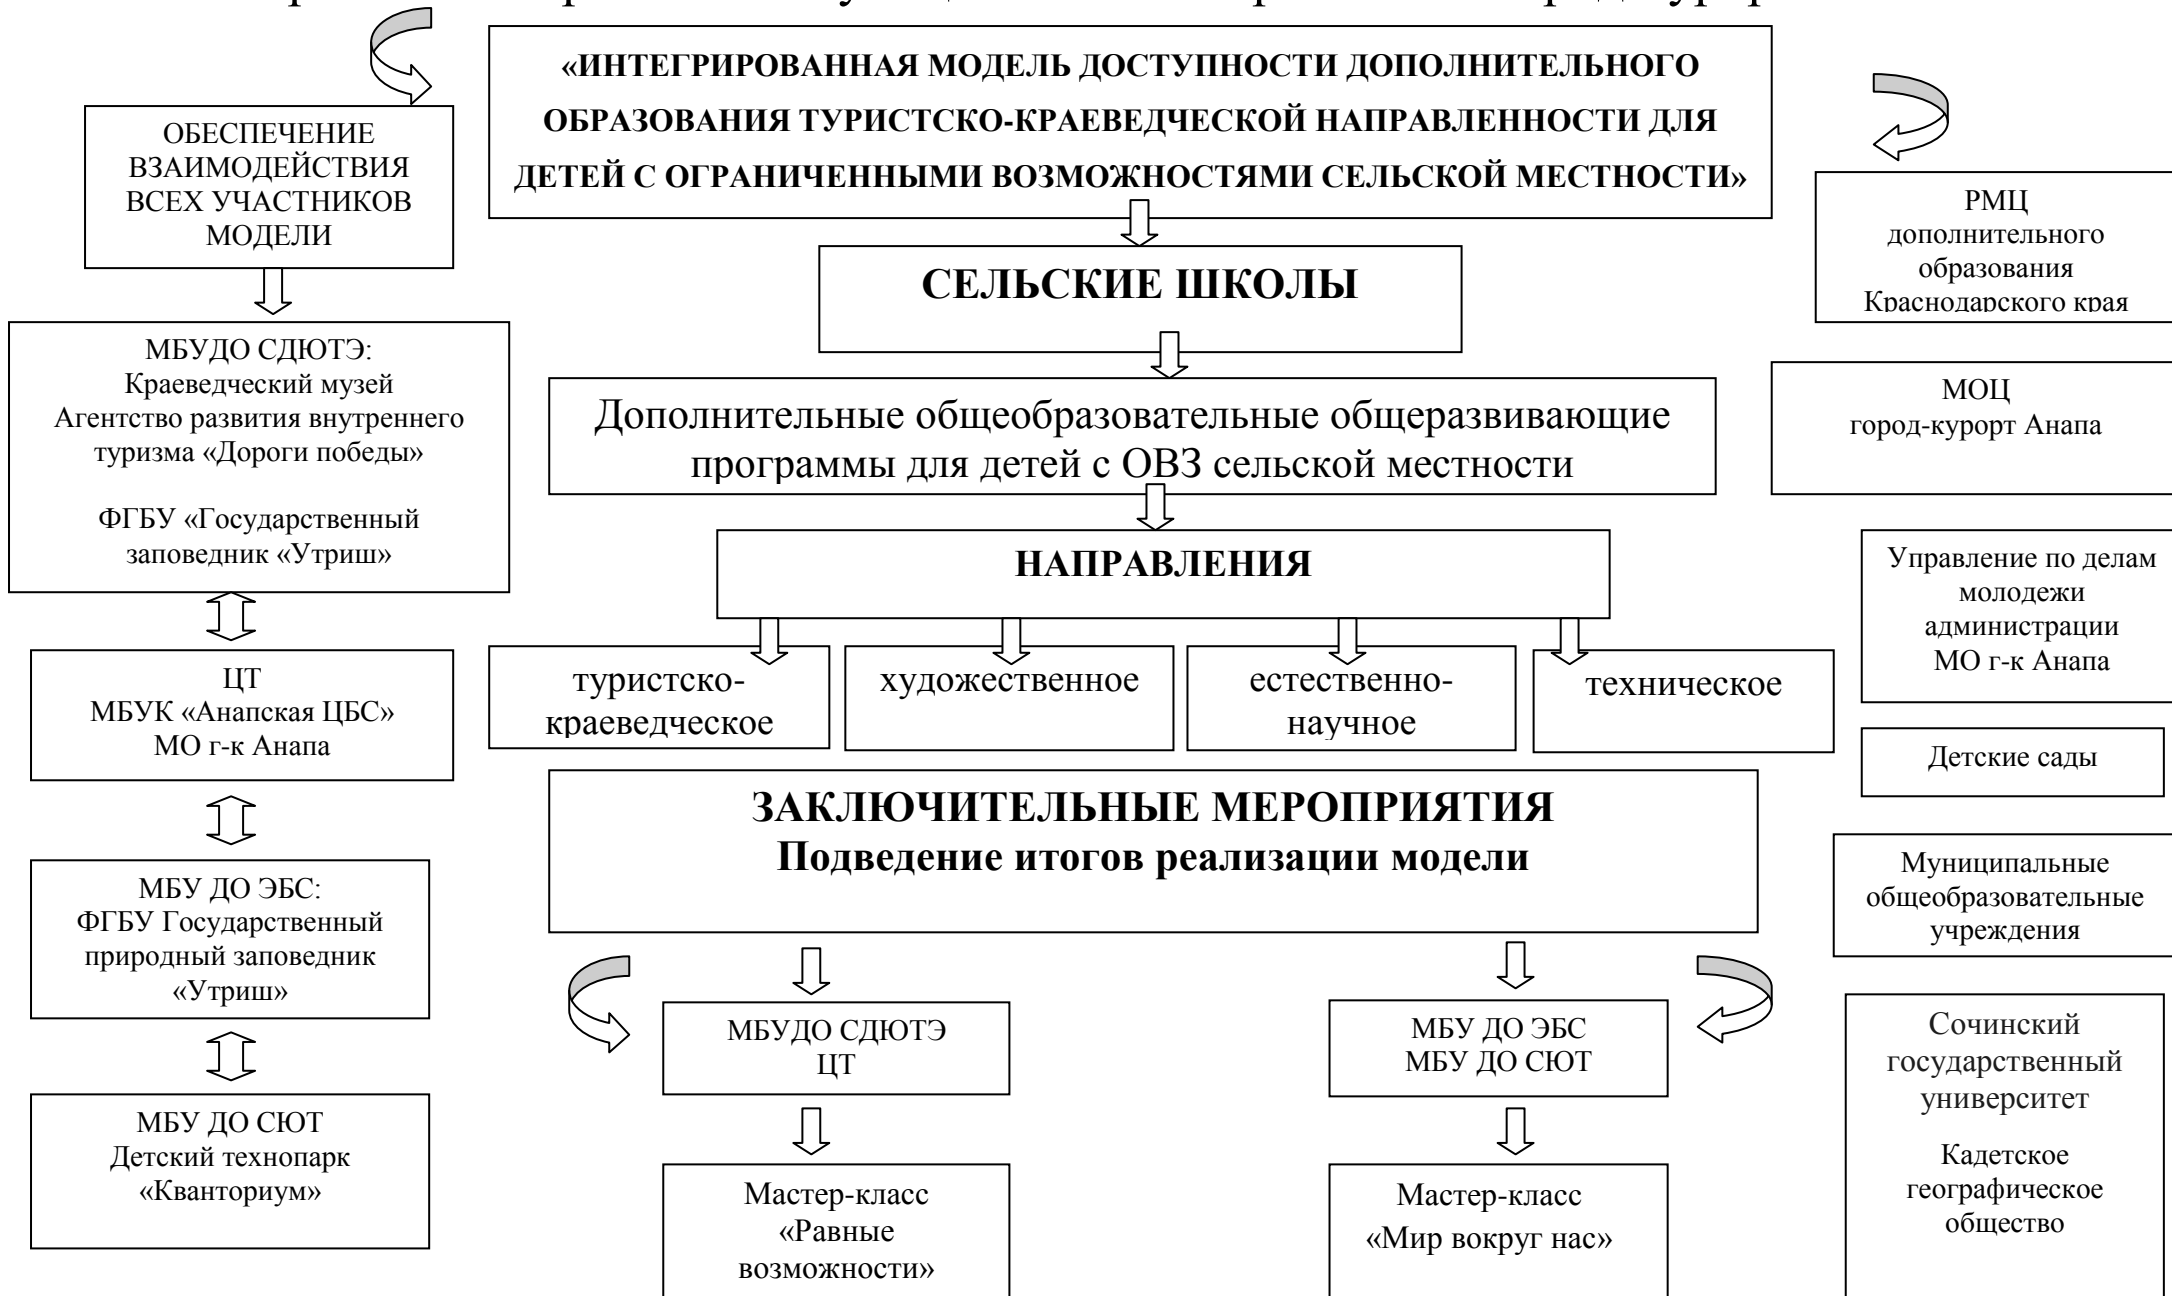 «ИНТЕГРИРОВАННАЯ МОДЕЛЬ ДОСТУПНОСТИ ДОПОЛНИТЕЛЬНОГО
ОБРАЗОВАНИЯ ТУРИСТСКО-КРАЕВЕДЧЕСКОЙ НАПРАВЛЕННОСТИ ДЛЯ
ДЕТЕЙ С ОГРАНИЧЕННЫМИ ВОЗМОЖНОСТЯМИ СЕЛЬСКОЙ МЕСТНОСТИ»
ОБЕСПЕЧЕНИЕ
ВЗАИМОДЕЙСТВИЯ
ВСЕХ УЧАСТНИКОВ
МОДЕЛИ
МБУДО СДЮТЭ:
Краеведческий музей
Агентство развития внутреннего
туризма «Дороги победы»
ФГБУ «Государственный
заповедник «Утриш»
ЦТ
МБУК «Анапская ЦБС»
МО г-к Анапа
МБУ ДО ЭБС:
ФГБУ Государственный
природный заповедник
«Утриш»
МБУ ДО СЮТ
Детский технопарк
«Кванториум»
СЕЛЬСКИЕ ШКОЛЫ
Дополнительные общеобразовательные общеразвивающие
программы для детей с ОВЗ сельской местности
НАПРАВЛЕНИЯ
туристско-
краеведческое
художественное
естественно-
научное
техническое
ЗАКЛЮЧИТЕЛЬНЫЕ МЕРОПРИЯТИЯ
Подведение итогов реализации модели
МБУДО СДЮТЭ
ЦТ
Мастер-класс
«Равные
возможности»
МБУ ДО ЭБС
МБУ ДО СЮТ
Мастер-класс
«Мир вокруг нас»
РМЦ
дополнительного
образования
Краснодарского края
МОЦ
город-курорт Анапа
Управление по делам
молодежи
администрации
МО г-к Анапа
Детские сады
Муниципальные
общеобразовательные
учреждения
Сочинский
государственный
университет
Кадетское
географическое
общество